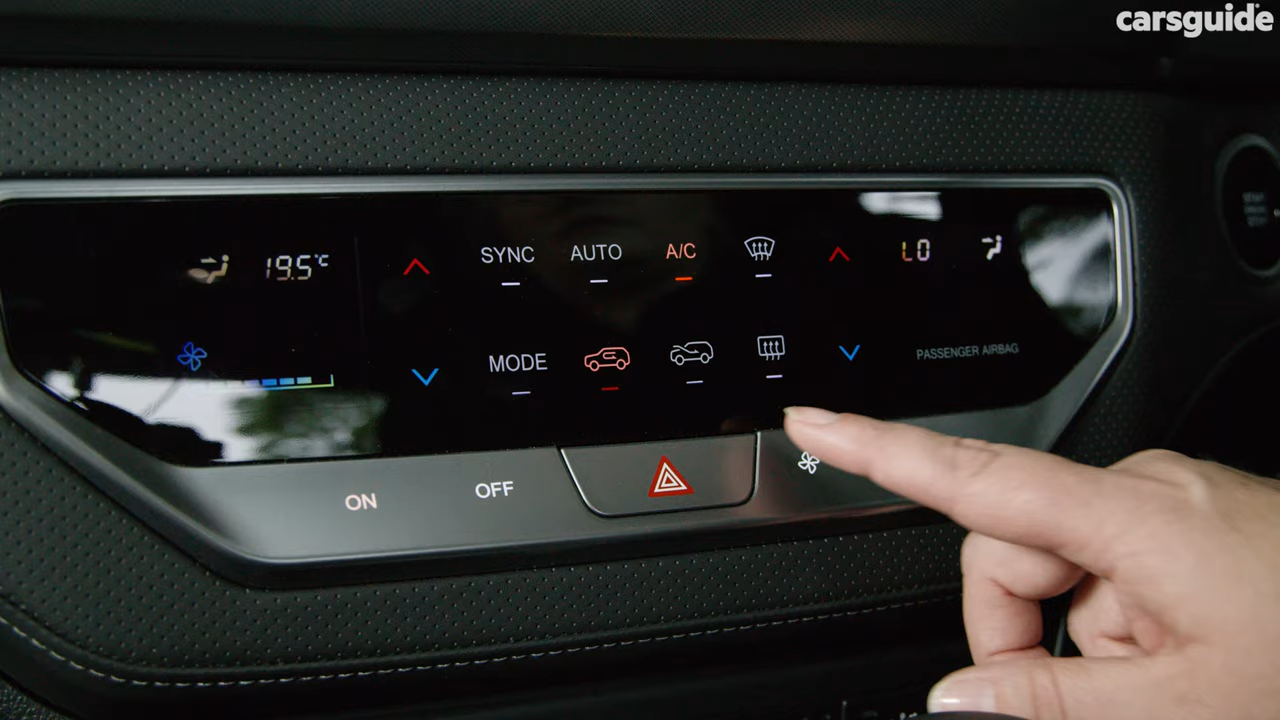 carsguide
19.5°C
SYNC
AUTO
A/C
LO
MODE
PASSENGER AIRBAG
ON
OFF